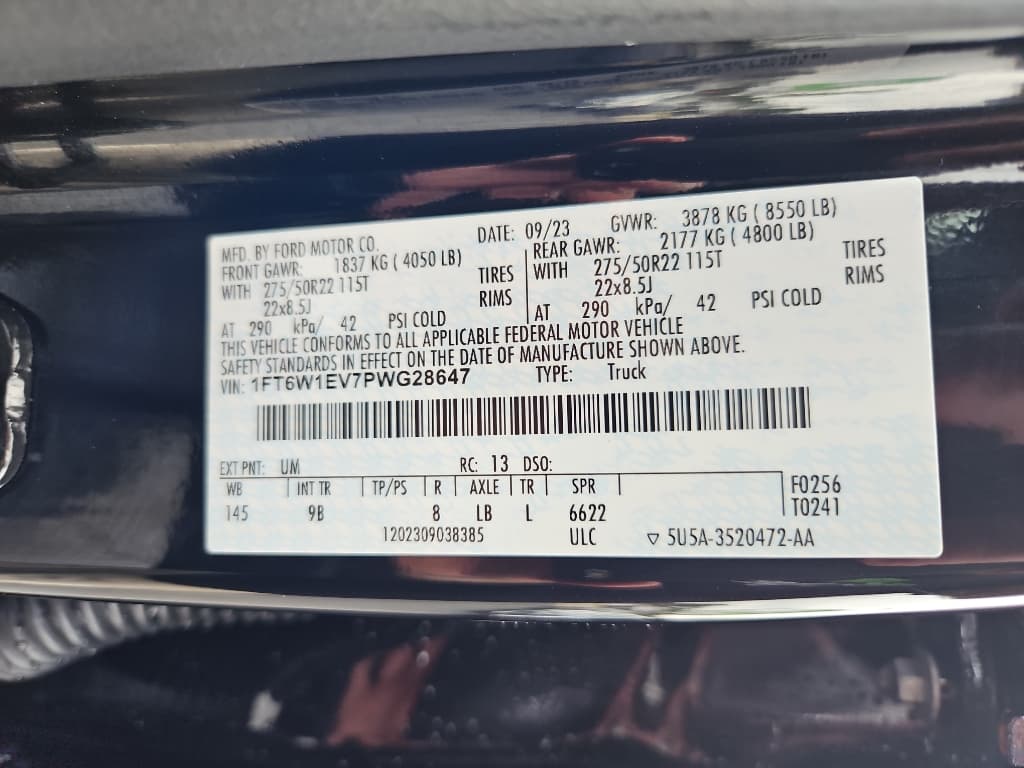 MFD. BY FORD MOTOR CO.
DATE: 09/23 GVWR: 3878 KG ( 8550 LB)
FRONT GAWR: 1837 KG ( 4050 LB)
WITH 275/50R22 115T TIRES
22x8.5J RIMS
AT 290 kPa/ 42 PSI COLD
REAR GAWR: 2177 KG ( 4800 LB)
WITH 275/50R22 115T TIRES
22x8.5J RIMS
AT 290 kPa/ 42 PSI COLD
THIS VEHICLE CONFORMS TO ALL APPLICABLE FEDERAL MOTOR VEHICLE
SAFETY STANDARDS IN EFFECT ON THE DATE OF MANUFACTURE SHOWN ABOVE.
VIN: 1FT6W1EV7PWG28647 TYPE: Truck
EXT PNT: UM RC: 13 DSO:
WB INT TR TP/PS R AXLE TR SPR F0256
145 9B 8 LB L 6622 T0241
1202309038385 ULC ▽ 5U5A-3520472-AA